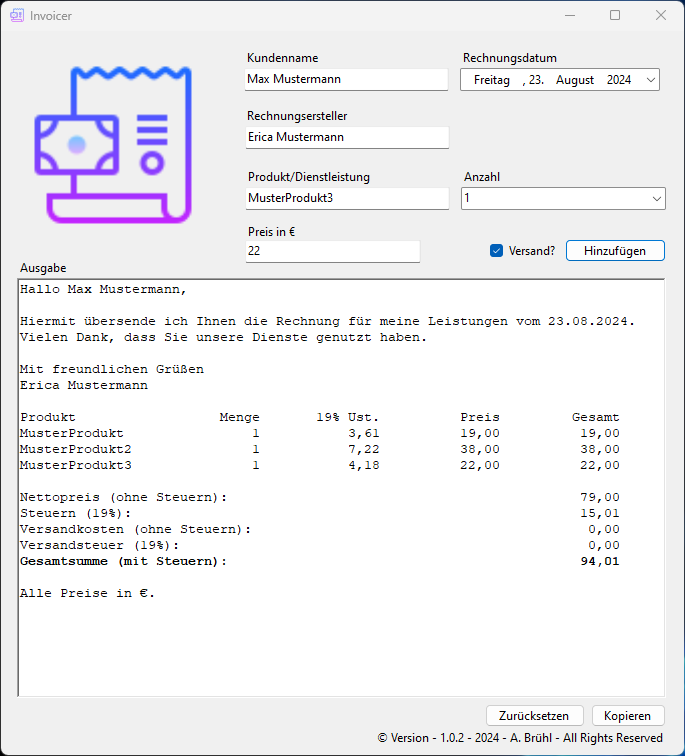 Invoicer
Kundenname
Rechnungsdatum
Max Mustermann
Freitag , 23. August 2024
Rechnungsersteller
Erica Mustermann
Produkt/Dienstleistung
Anzahl
MusterProdukt3
1
Preis in €
22
Versand?
Hinzufügen
Ausgabe
Hallo Max Mustermann,
Hiermit übersende ich Ihnen die Rechnung für meine Leistungen vom 23.08.2024.
Vielen Dank, dass Sie unsere Dienste genutzt haben.
Mit freundlichen Grüßen
Erica Mustermann
Produkt Menge 19% Ust. Preis Gesamt
MusterProdukt 1 3,61 19,00 19,00
MusterProdukt2 1 7,22 38,00 38,00
MusterProdukt3 1 4,18 22,00 22,00
Nettopreis (ohne Steuern): 79,00
Steuern (19%): 15,01
Versandkosten (ohne Steuern): 0,00
Versandsteuer (19%): 0,00
Gesamtsumme (mit Steuern): 94,01
Alle Preise in €.
Zurücksetzen
Kopieren
© Version - 1.0.2 - 2024 - A. Brühl - All Rights Reserved